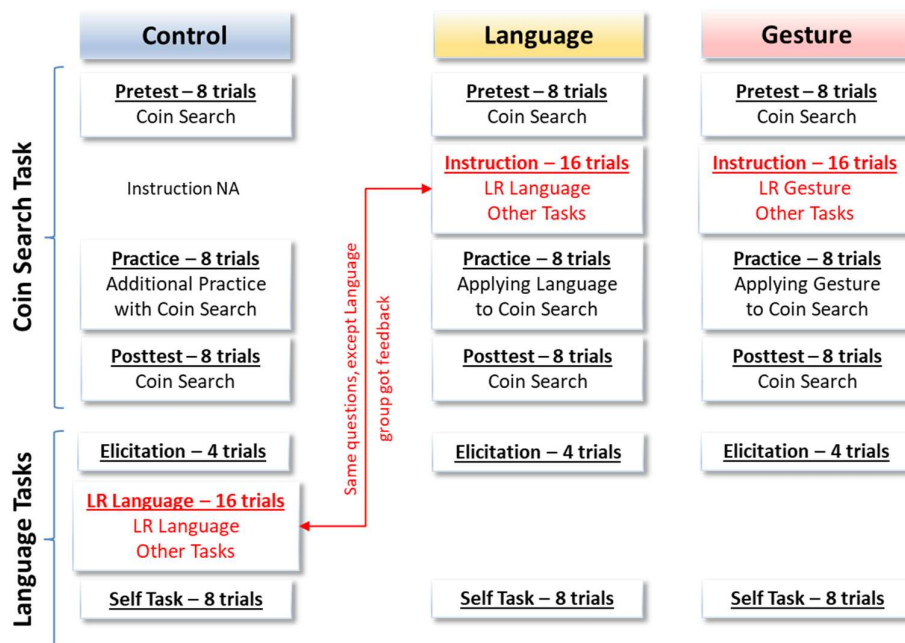 Control
Language
Gesture
Coin Search Task
Pretest – 8 trials
Coin Search
Pretest – 8 trials
Coin Search
Pretest – 8 trials
Coin Search
Instruction NA
Instruction – 16 trials
LR Language
Other Tasks
Instruction – 16 trials
LR Gesture
Other Tasks
Practice – 8 trials
Additional Practice
with Coin Search
Practice – 8 trials
Applying Language
to Coin Search
Practice – 8 trials
Applying Gesture
to Coin Search
Posttest – 8 trials
Coin Search
Posttest – 8 trials
Coin Search
Posttest – 8 trials
Coin Search
Same questions, except Language
group got feedback
Language Tasks
Elicitation – 4 trials
Elicitation – 4 trials
Elicitation – 4 trials
LR Language – 16 trials
LR Language
Other Tasks
Self Task – 8 trials
Self Task – 8 trials
Self Task – 8 trials